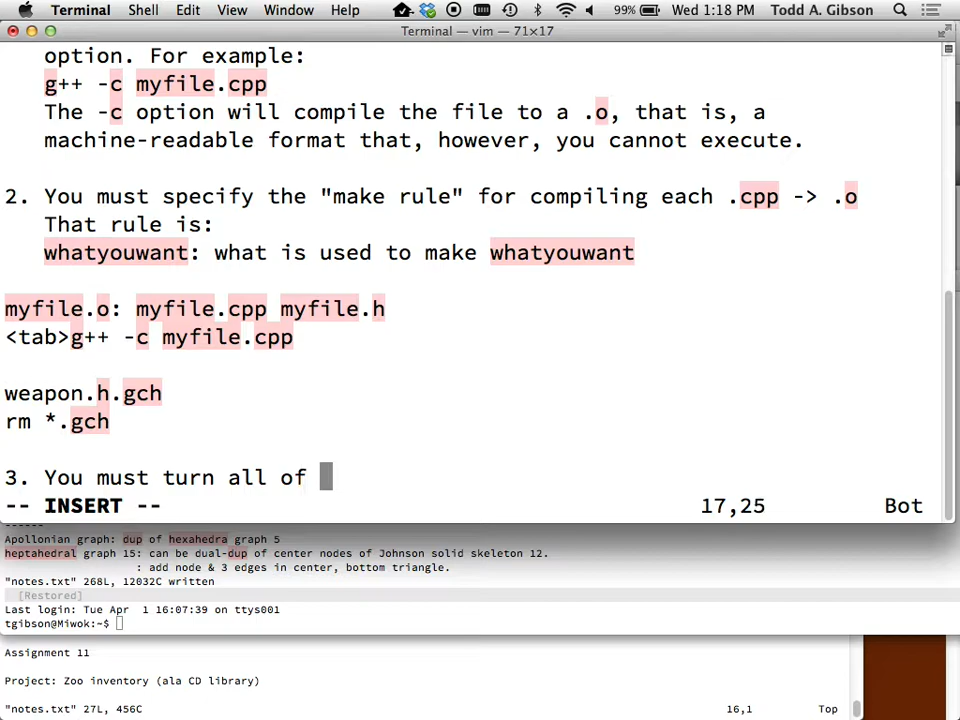 Terminal Shell Edit View Window Help 99% Wed 1:18 PM Todd A. Gibson
Terminal — vim — 71×17
option. For example:
g++ -c myfile.cpp
The -c option will compile the file to a .o, that is, a
machine-readable format that, however, you cannot execute.
2. You must specify the "make rule" for compiling each .cpp -> .o
That rule is:
whatyouwant: what is used to make whatyouwant
myfile.o: myfile.cpp myfile.h
<tab>g++ -c myfile.cpp
weapon.h.gch
rm *.gch
3. You must turn all of
-- INSERT -- 17,25 Bot
Apollonian graph: dup of hexahedra graph 5
heptahedral graph 15: can be dual-dup of center nodes of Johnson solid skeleton 12.
: add node & 3 edges in center, bottom triangle.
"notes.txt" 268L, 12032C written
[Restored]
Last login: Tue Apr 1 16:07:39 on ttys001
tgibson@Miwok:~$
Assignment 11
Project: Zoo inventory (ala CD library)
"notes.txt" 27L, 456C 16,1 Top